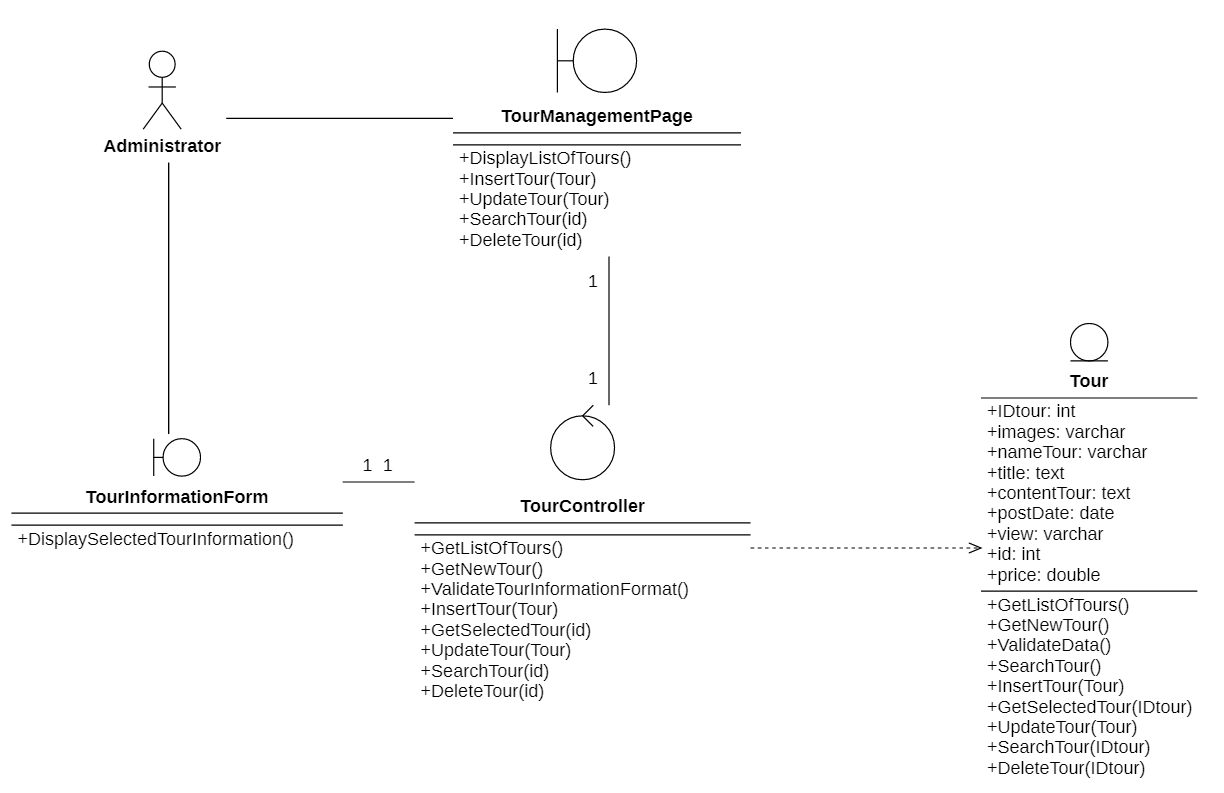 Administrator
TourManagementPage
+DisplayListOfTours()
+InsertTour(Tour)
+UpdateTour(Tour)
+SearchTour(id)
+DeleteTour(id)
1
1
TourInformationForm
+DisplaySelectedTourInformation()
1 1
TourController
+GetListOfTours()
+GetNewTour()
+ValidateTourInformationFormat()
+InsertTour(Tour)
+GetSelectedTour(id)
+UpdateTour(Tour)
+SearchTour(id)
+DeleteTour(id)
Tour
+IDtour: int
+images: varchar
+nameTour: varchar
+title: text
+contentTour: text
+postDate: date
+view: varchar
+id: int
+price: double
+GetListOfTours()
+GetNewTour()
+ValidateData()
+SearchTour()
+InsertTour(Tour)
+GetSelectedTour(IDtour)
+UpdateTour(Tour)
+SearchTour(IDtour)
+DeleteTour(IDtour)